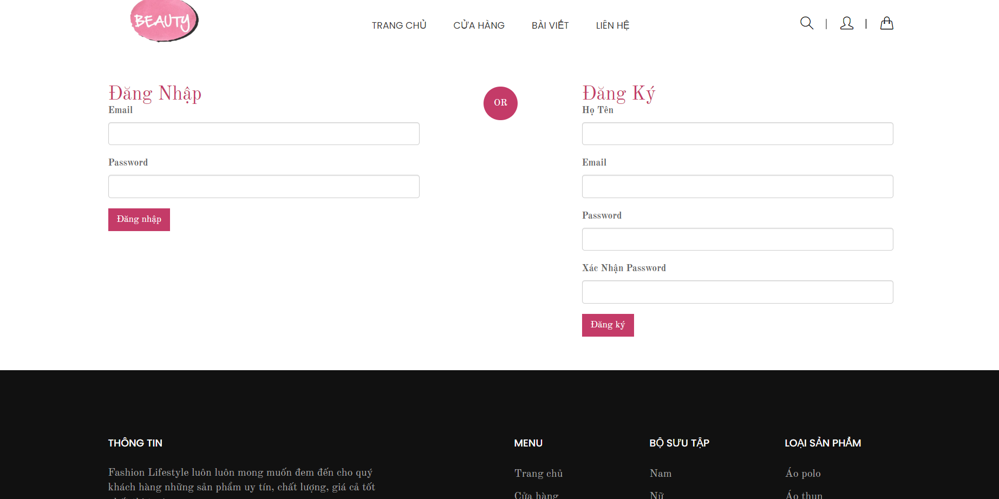 BEAUTY
TRANG CHỦ CỬA HÀNG BÀI VIẾT LIÊN HỆ
Đăng Nhập
Email
Password
Đăng nhập
OR
Đăng Ký
Họ Tên
Email
Password
Xác Nhận Password
Đăng ký
THÔNG TIN
Fashion Lifestyle luôn luôn mong muốn đem đến cho quý
khách hàng những sản phẩm uy tín, chất lượng, giá cả tốt
MENU
Trang chủ
Cửa hàng
BỘ SƯU TẬP
Nam
Nữ
LOẠI SẢN PHẨM
Áo polo
Áo thun